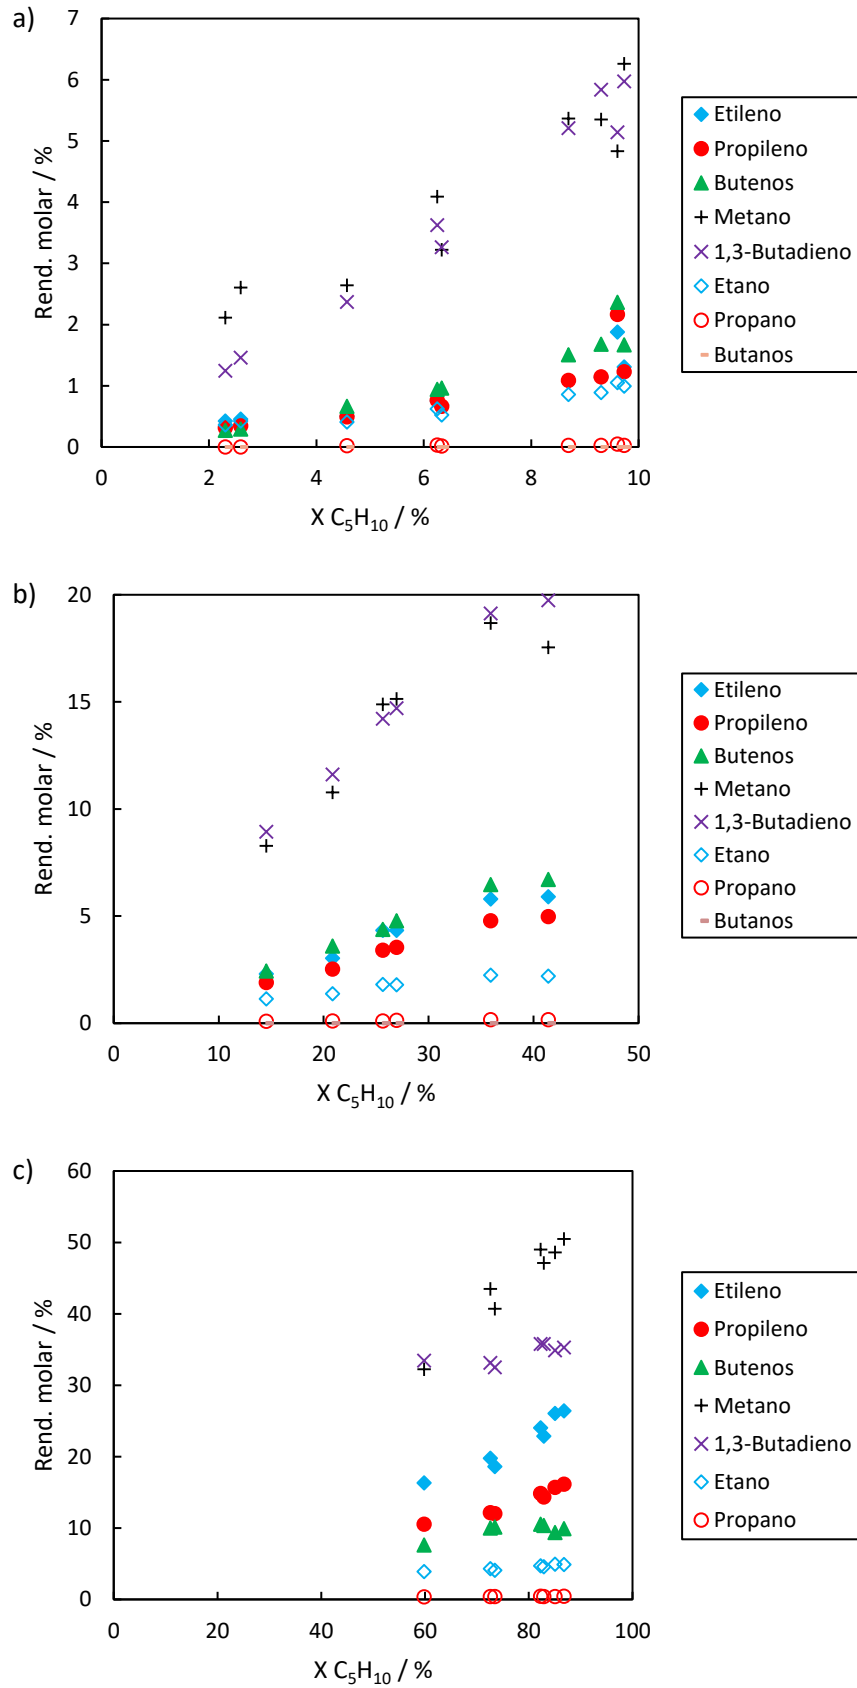 a)
7
6
5
4
3
2
1
0
Rend. molar / %
0 2 4 6 8 10
X C₅H₁₀ / %
Etileno
Propileno
Butenos
Metano
1,3-Butadieno
Etano
Propano
Butanos
b)
20
15
10
5
0
Rend. molar / %
0 10 20 30 40 50
X C₅H₁₀ / %
Etileno
Propileno
Butenos
Metano
1,3-Butadieno
Etano
Propano
Butanos
c)
60
50
40
30
20
10
0
Rend. molar / %
0 20 40 60 80 100
X C₅H₁₀ / %
Etileno
Propileno
Butenos
Metano
1,3-Butadieno
Etano
Propano